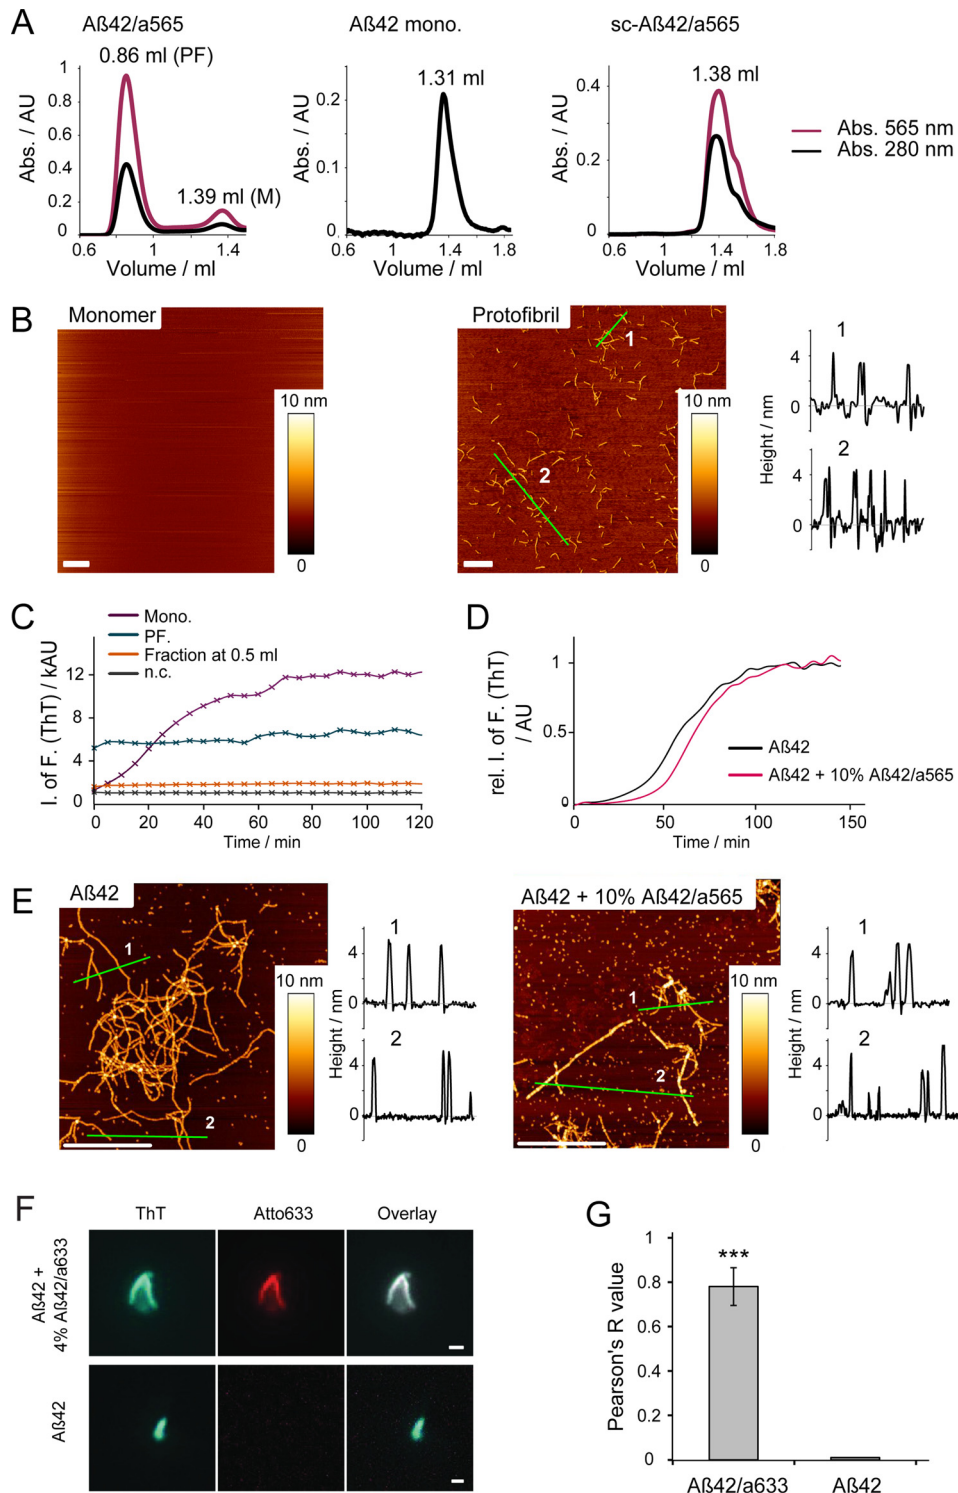 A
Aß42/a565
Aß42 mono.
sc-Aß42/a565
0.86 ml (PF)
1.39 ml (M)
1.31 ml
1.38 ml
Abs. / AU
1
0.8
0.6
0.4
0.2
0
0.6
1
1.4
Volume / ml
Abs. / AU
0.2
0.1
0
0.6
1
1.4
1.8
Volume / ml
Abs. / AU
0.4
0.2
0
0.6
1
1.4
1.8
Volume / ml
Abs. 565 nm
Abs. 280 nm
B
Monomer
10 nm
0
Protofibril
1
2
10 nm
0
Height / nm
1
4
0
2
4
0
C
Mono.
PF.
Fraction at 0.5 ml
n.c.
I. of F. (ThT) / kAU
12
8
4
0
0
20
40
60
80
100
120
Time / min
D
rel. I. of F. (ThT)
/ AU
1
0.5
0
0
50
100
150
Time / min
Aß42
Aß42 + 10% Aß42/a565
E
Aß42
1
2
10 nm
0
Height / nm
1
4
0
2
4
0
Aß42 + 10% Aß42/a565
1
2
10 nm
0
Height / nm
1
4
0
2
4
0
F
ThT
Atto633
Overlay
Aß42 +
4% Aß42/a633
Aß42
G
Pearson's R value
1
0.8
0.6
0.4
0.2
0
***
Aß42/a633
Aß42